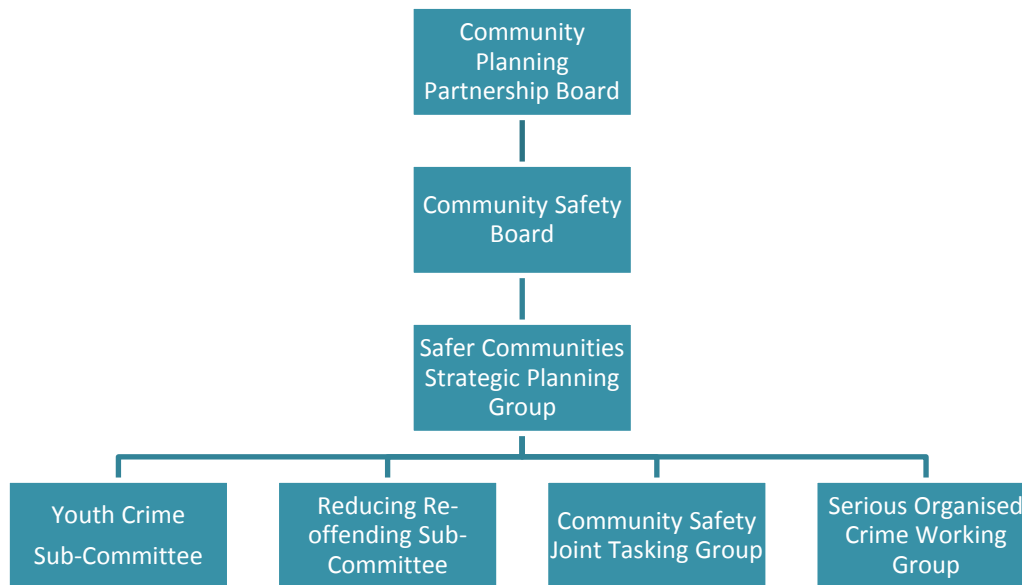 Community
Planning
Partnership Board
Community Safety
Board
Safer Communities
Strategic Planning
Group
Youth Crime
Sub-Committee
Reducing Re-
offending Sub-
Committee
Community Safety
Joint Tasking Group
Serious Organised
Crime Working
Group